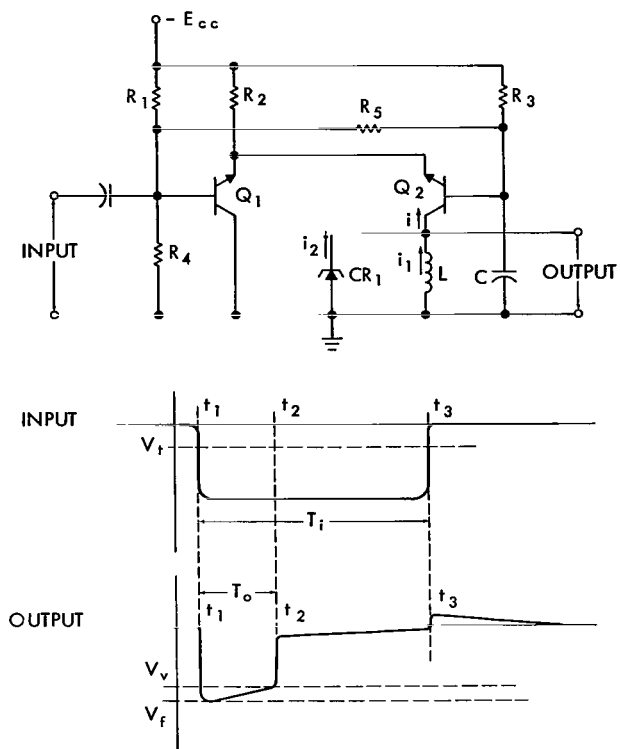 − E_cc
R1
R2
R3
R5
Q1
Q2
i
INPUT
R4
i2
CR1
i1
L
C
OUTPUT
INPUT
t1
t2
t3
Vt
Ti
To
OUTPUT
t1
t2
t3
Vv
Vf